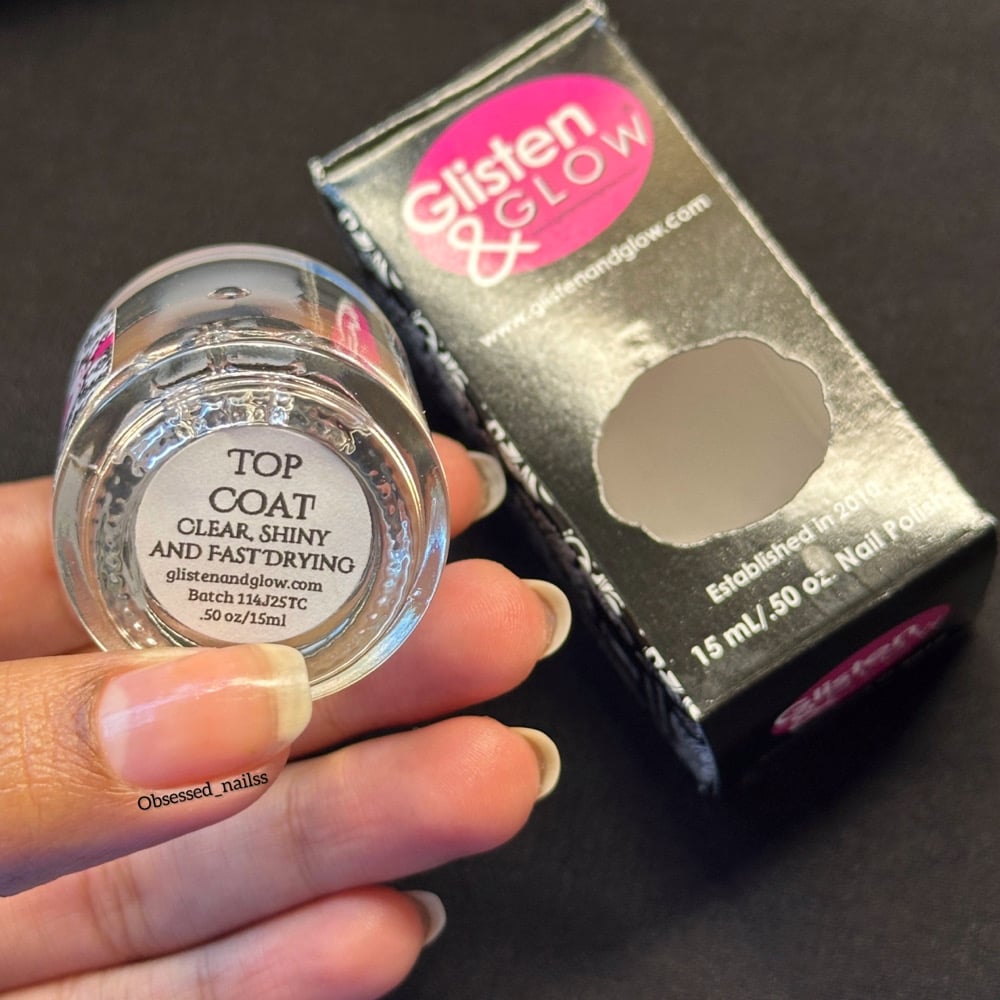 Glisten
& GLOW
www.glistenandglow.com
Established in 2010
15 mL/.50 oz. Nail Polish
Glisten
TOP
COAT
CLEAR, SHINY
AND FAST DRYING
glistenandglow.com
Batch 114J25TC
.50 oz/15ml
Obsessed_nailss